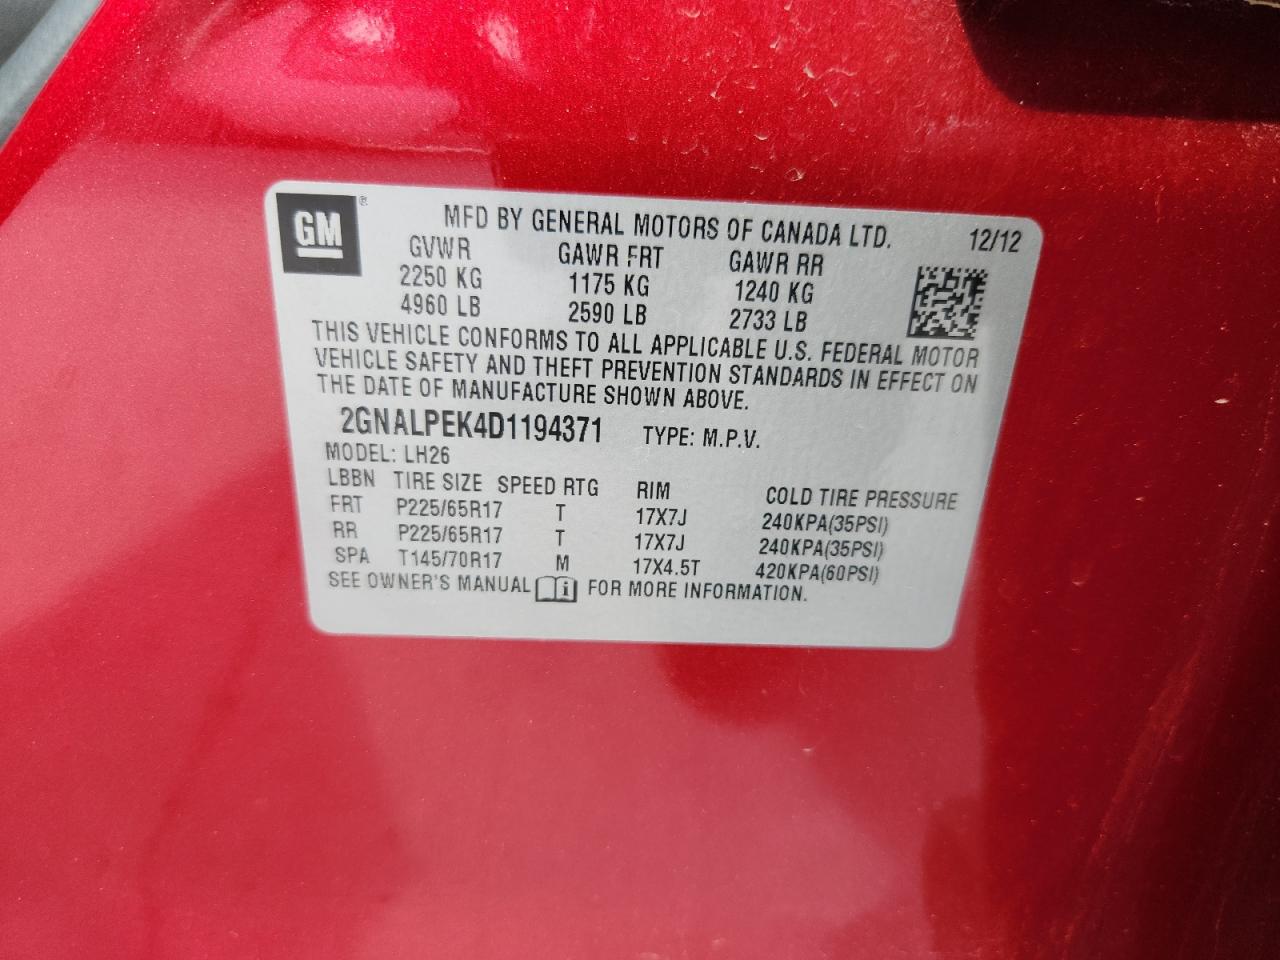 GM ®
MFD BY GENERAL MOTORS OF CANADA LTD. 12/12
GVWR GAWR FRT GAWR RR
2250 KG 1175 KG 1240 KG
4960 LB 2590 LB 2733 LB
THIS VEHICLE CONFORMS TO ALL APPLICABLE U.S. FEDERAL MOTOR
VEHICLE SAFETY AND THEFT PREVENTION STANDARDS IN EFFECT ON
THE DATE OF MANUFACTURE SHOWN ABOVE.
2GNALPEK4D1194371 TYPE: M.P.V.
MODEL: LH26
LBBN TIRE SIZE SPEED RTG RIM COLD TIRE PRESSURE
FRT P225/65R17 T 17X7J 240KPA(35PSI)
RR P225/65R17 T 17X7J 240KPA(35PSI)
SPA T145/70R17 M 17X4.5T 420KPA(60PSI)
SEE OWNER'S MANUAL i FOR MORE INFORMATION.